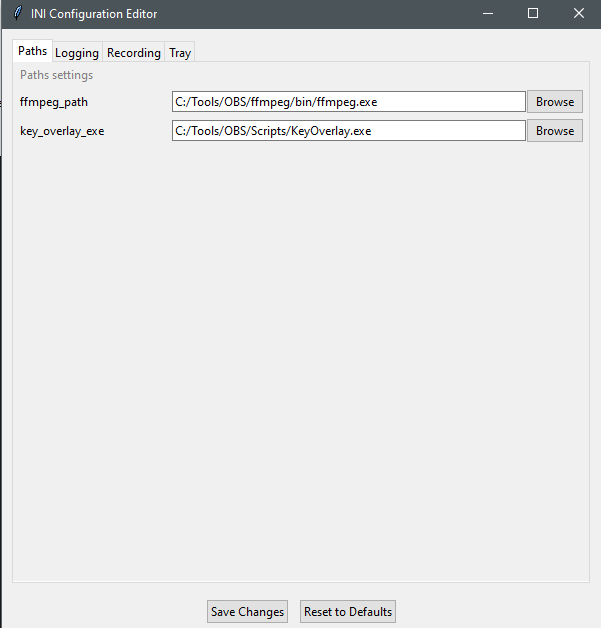 INI Configuration Editor
Paths Logging Recording Tray
Paths settings
ffmpeg_path C:/Tools/OBS/ffmpeg/bin/ffmpeg.exe Browse
key_overlay_exe C:/Tools/OBS/Scripts/KeyOverlay.exe Browse
Save Changes Reset to Defaults